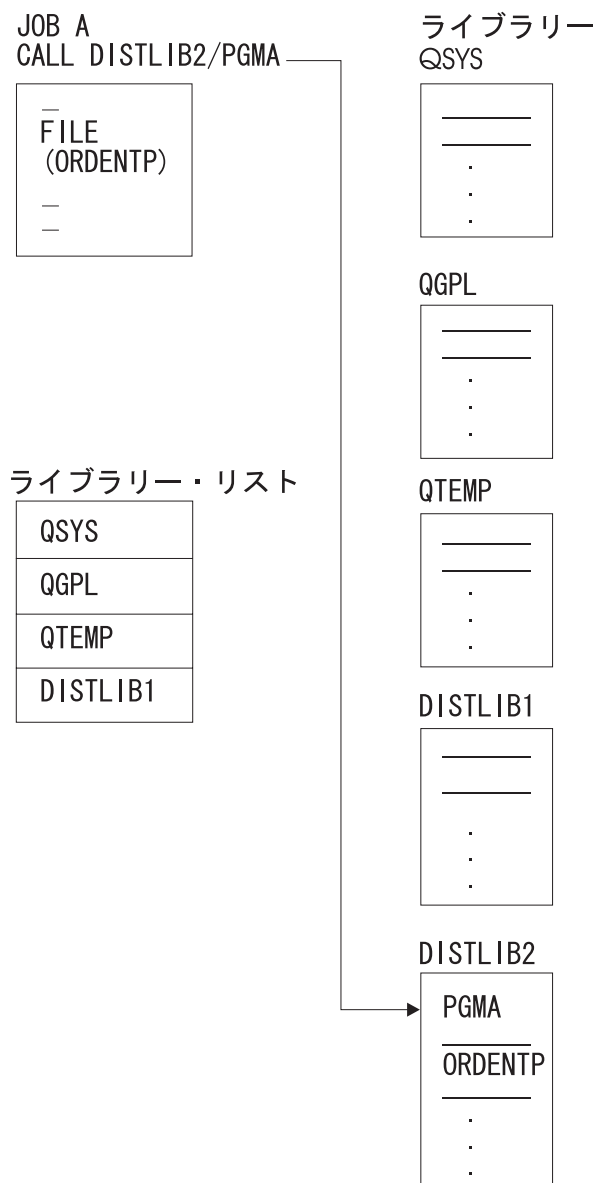 JOB A
CALL DISTLIB2/PGMA
FILE
(ORDENTP)
ライブラリー・リスト
QSYS
QGPL
QTEMP
DISTLIB1
ライブラリー
QSYS
QGPL
QTEMP
DISTLIB1
DISTLIB2
PGMA
ORDENTP